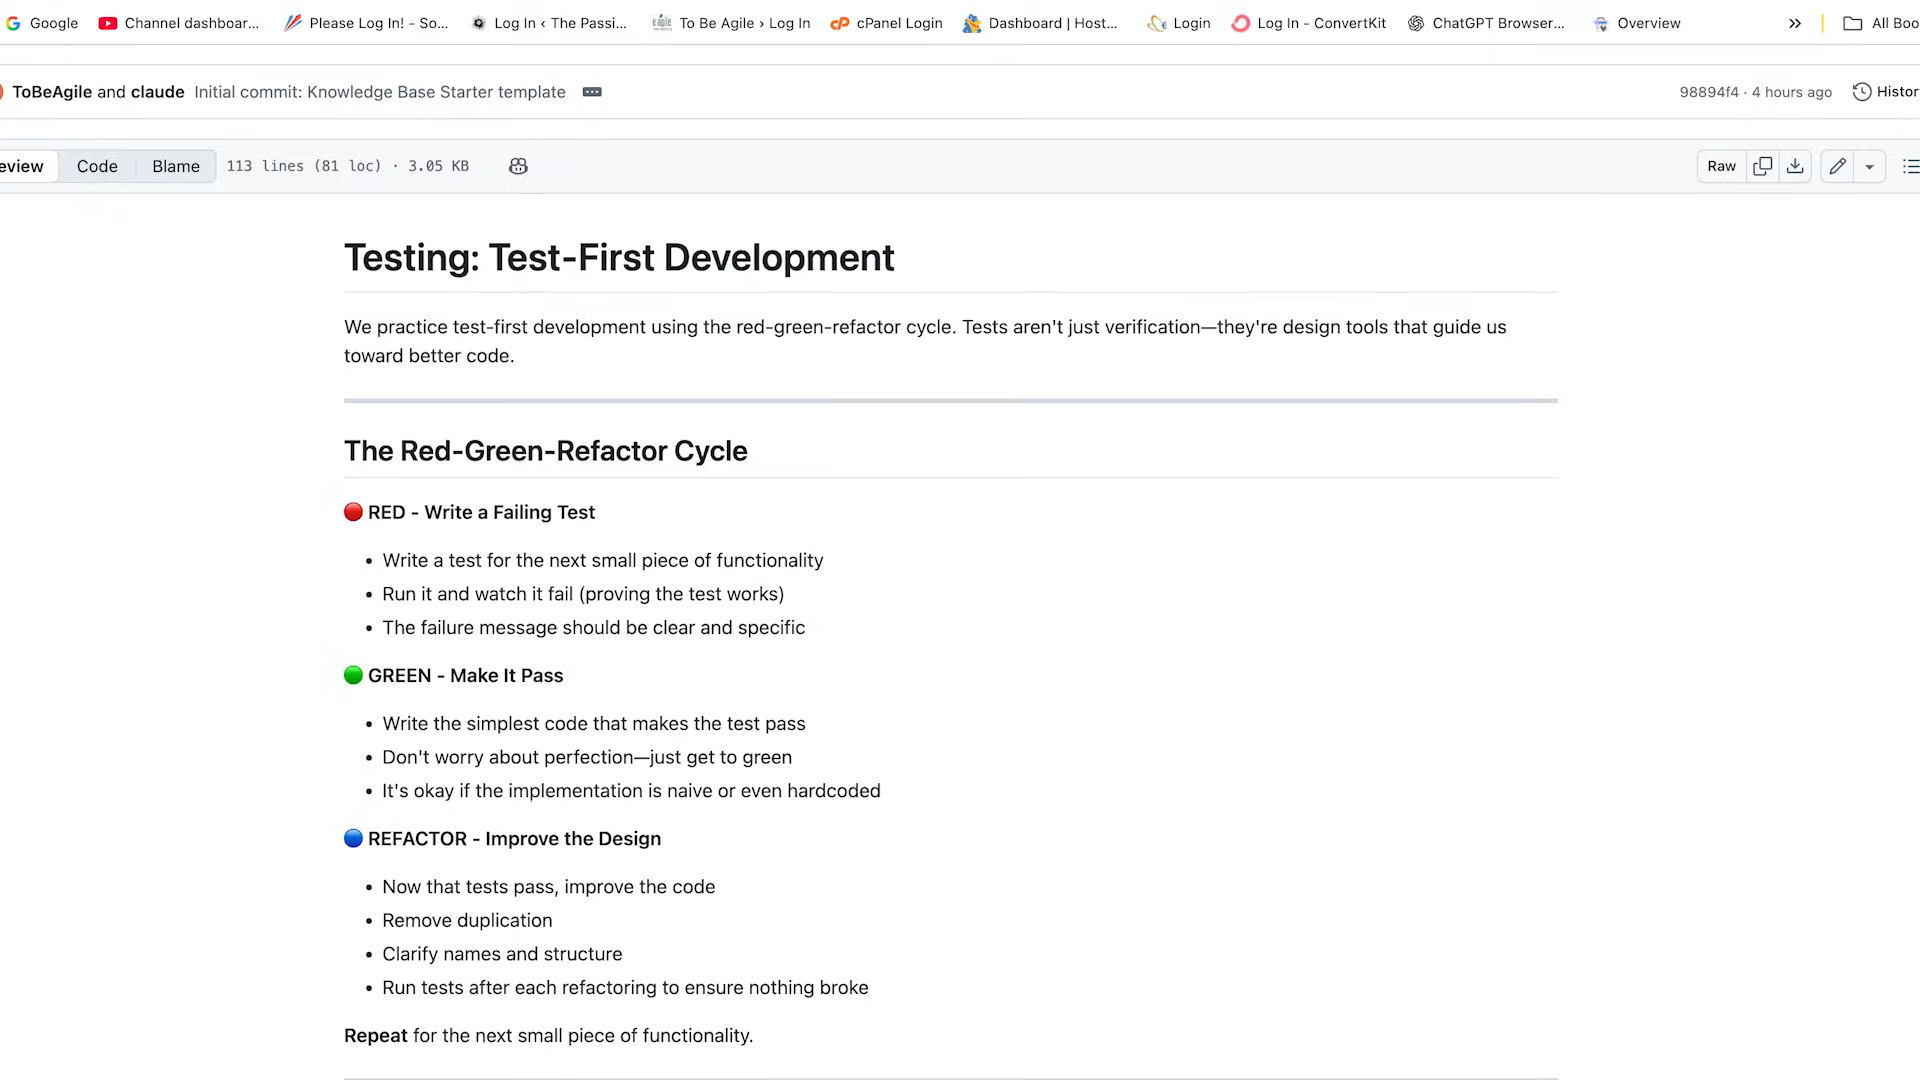 Google Channel dashboar... Please Log In! - So... Log In ‹ The Passi... To Be Agile › Log In cPanel Login Dashboard | Host... Login Log In - ConvertKit ChatGPT Browser... Overview » All Boo
ToBeAgile and claude Initial commit: Knowledge Base Starter template ••• 98894f4 · 4 hours ago Histor
eview Code Blame 113 lines (81 loc) · 3.05 KB Raw
Testing: Test-First Development
We practice test-first development using the red-green-refactor cycle. Tests aren't just verification—they're design tools that guide us
toward better code.
The Red-Green-Refactor Cycle
🔴 RED - Write a Failing Test
• Write a test for the next small piece of functionality
• Run it and watch it fail (proving the test works)
• The failure message should be clear and specific
🟢 GREEN - Make It Pass
• Write the simplest code that makes the test pass
• Don't worry about perfection—just get to green
• It's okay if the implementation is naive or even hardcoded
🔵 REFACTOR - Improve the Design
• Now that tests pass, improve the code
• Remove duplication
• Clarify names and structure
• Run tests after each refactoring to ensure nothing broke
Repeat for the next small piece of functionality.